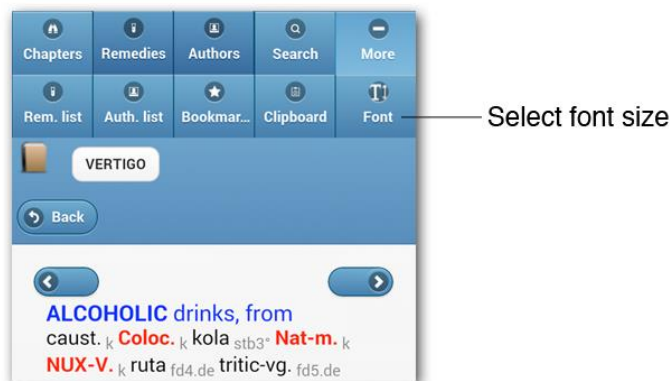 Chapters Remedies Authors Search More
Rem. list Auth. list Bookmar... Clipboard Font
Select font size
VERTIGO
Back
ALCOHOLIC drinks, from
caust. k Coloc. k kola stb3• Nat-m. k
NUX-V. k ruta fd4.de tritic-vg. fd5.de